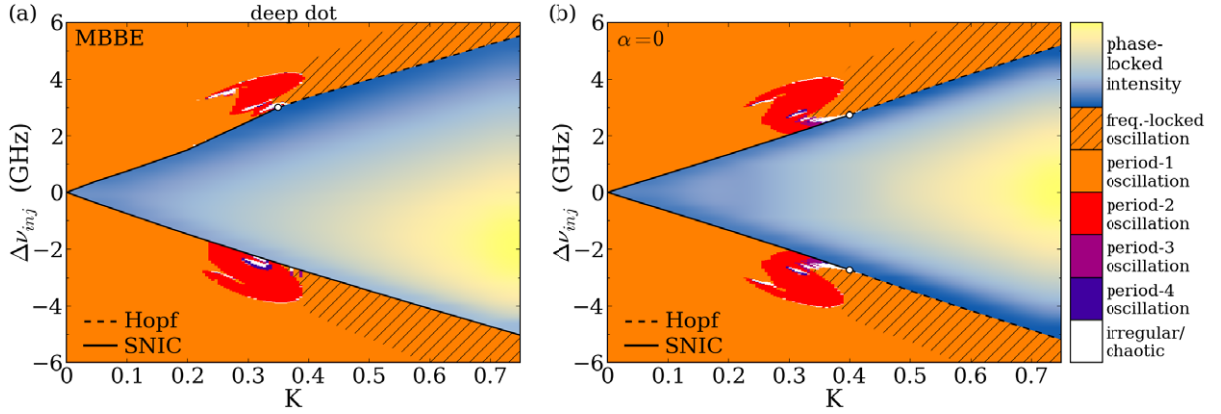 (a)
deep dot
(b)
MBBE
α=0
6
4
2
0
−2
−4
−6
Δν_inj (GHz)
0
0.1
0.2
0.3
0.4
0.5
0.6
0.7
K
Hopf
SNIC
6
4
2
0
−2
−4
−6
Δν_inj (GHz)
0
0.1
0.2
0.3
0.4
0.5
0.6
0.7
K
Hopf
SNIC
phase-
locked
intensity
freq.-locked
oscillation
period-1
oscillation
period-2
oscillation
period-3
oscillation
period-4
oscillation
irregular/
chaotic